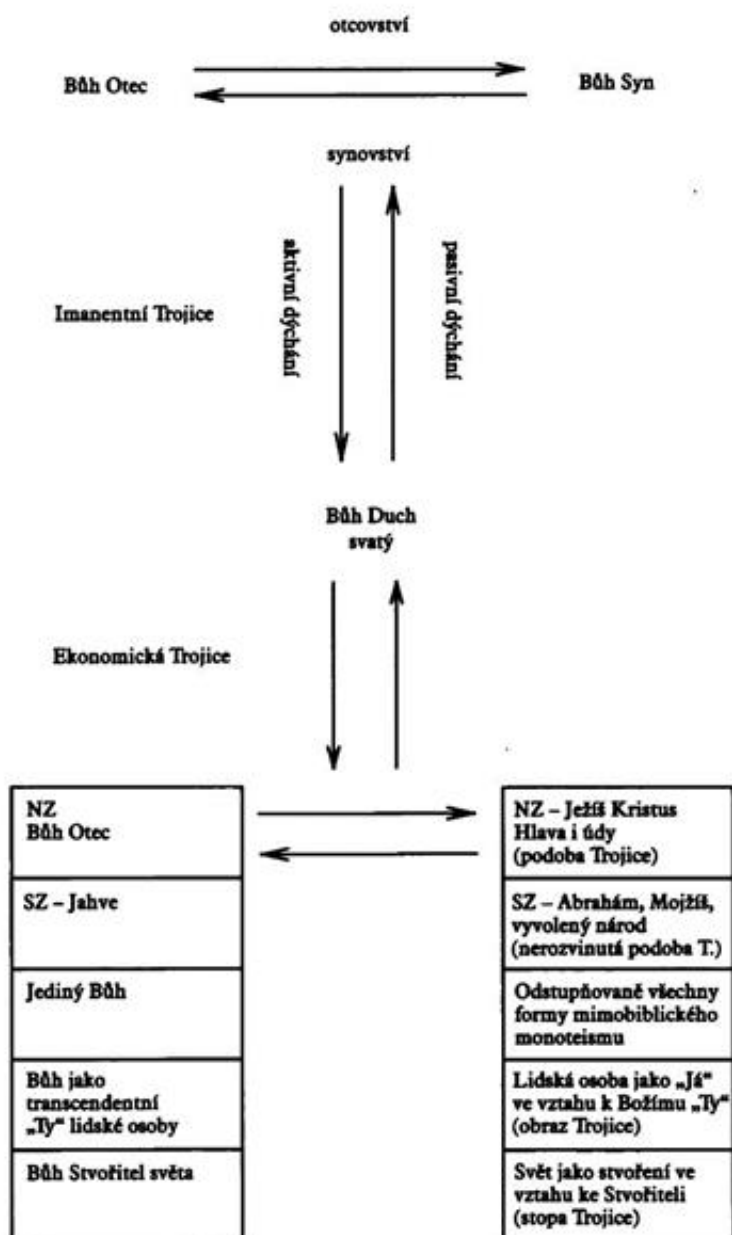 otcovství
Bůh Otec
Bůh Syn
synovství
aktivní dýchání
pasivní dýchání
Imanentní Trojice
Bůh Duch
svatý
Ekonomická Trojice
NZ
Bůh Otec
NZ – Ježíš Kristus
Hlava i údy
(podoba Trojice)
SZ – Jahve
SZ – Abrahám, Mojžíš,
vyvolený národ
(nerozvinutá podoba T.)
Jediný Bůh
Odstupňovaně všechny
formy mimobiblického
monoteismu
Bůh jako
transcendentní
„Ty“ lidské osoby
Lidská osoba jako „Já“
ve vztahu k Božímu „Ty“
(obraz Trojice)
Bůh Stvořitel světa
Svět jako stvoření ve
vztahu ke Stvořiteli
(stopa Trojice)